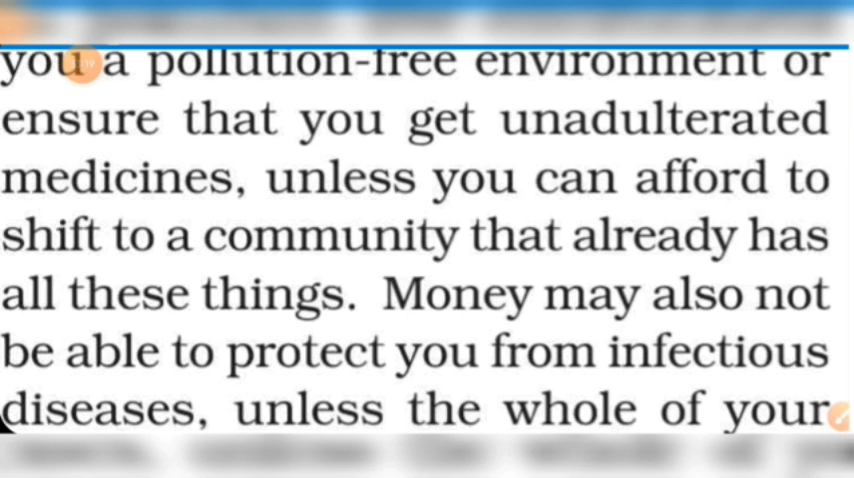 you a pollution-free environment or
ensure that you get unadulterated
medicines, unless you can afford to
shift to a community that already has
all these things. Money may also not
be able to protect you from infectious
diseases, unless the whole of your